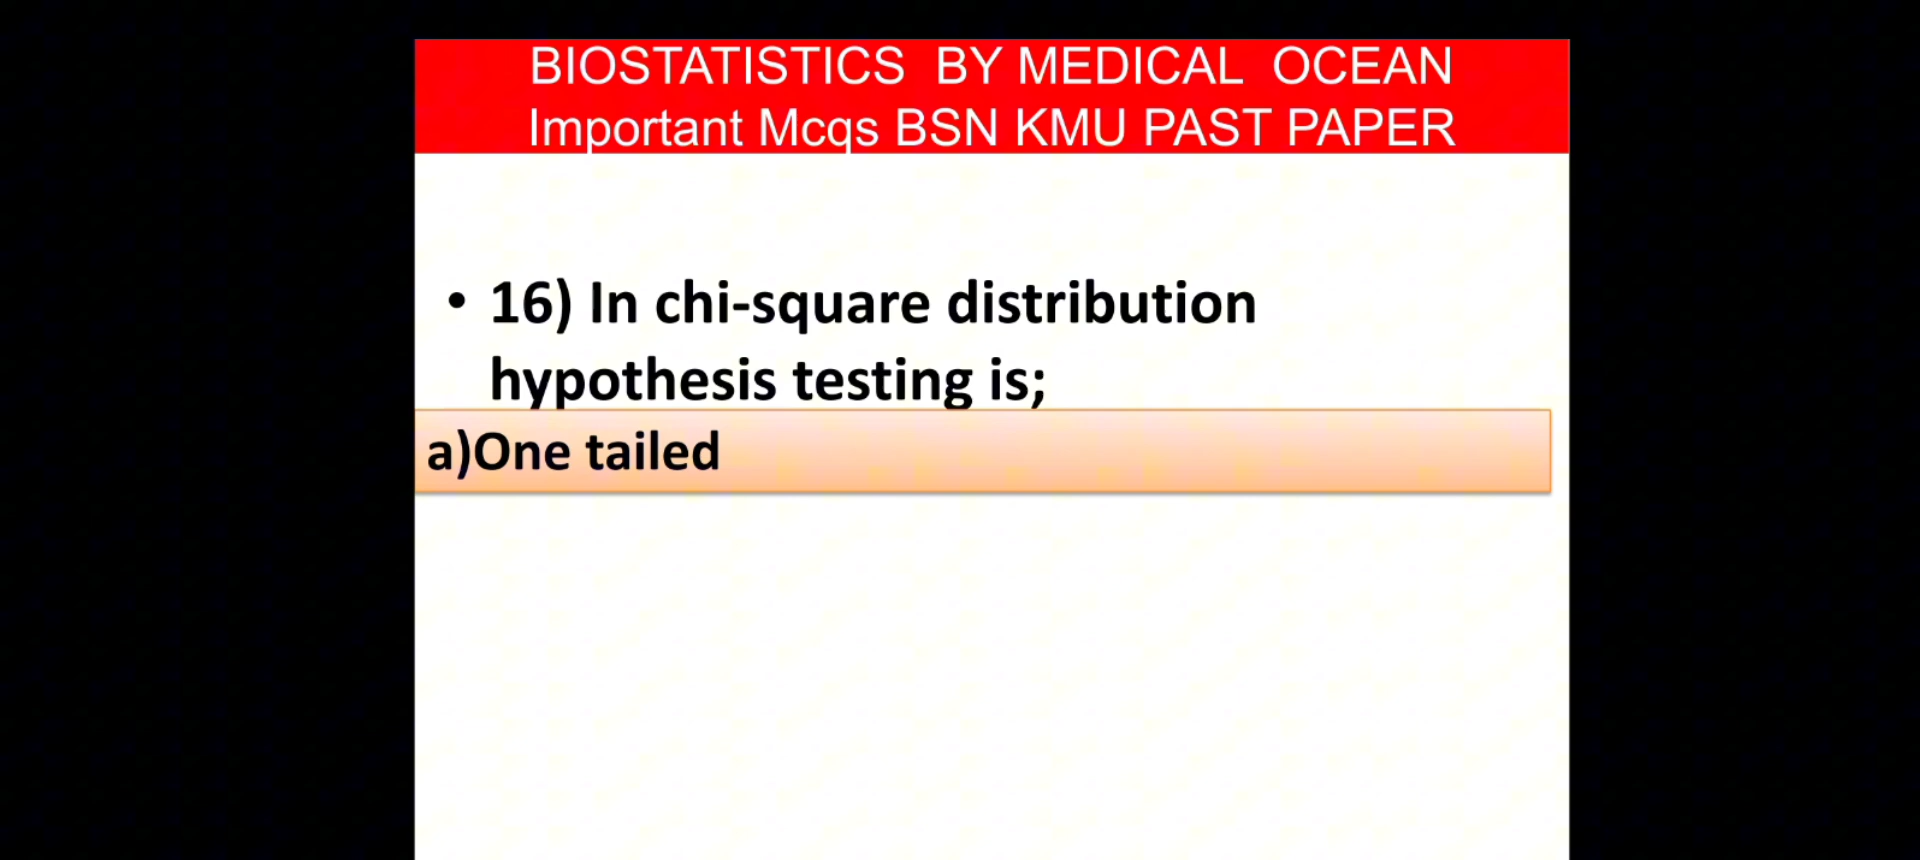 BIOSTATISTICS BY MEDICAL OCEAN
Important Mcqs BSN KMU PAST PAPER
• 16) In chi-square distribution
hypothesis testing is;
a)One tailed